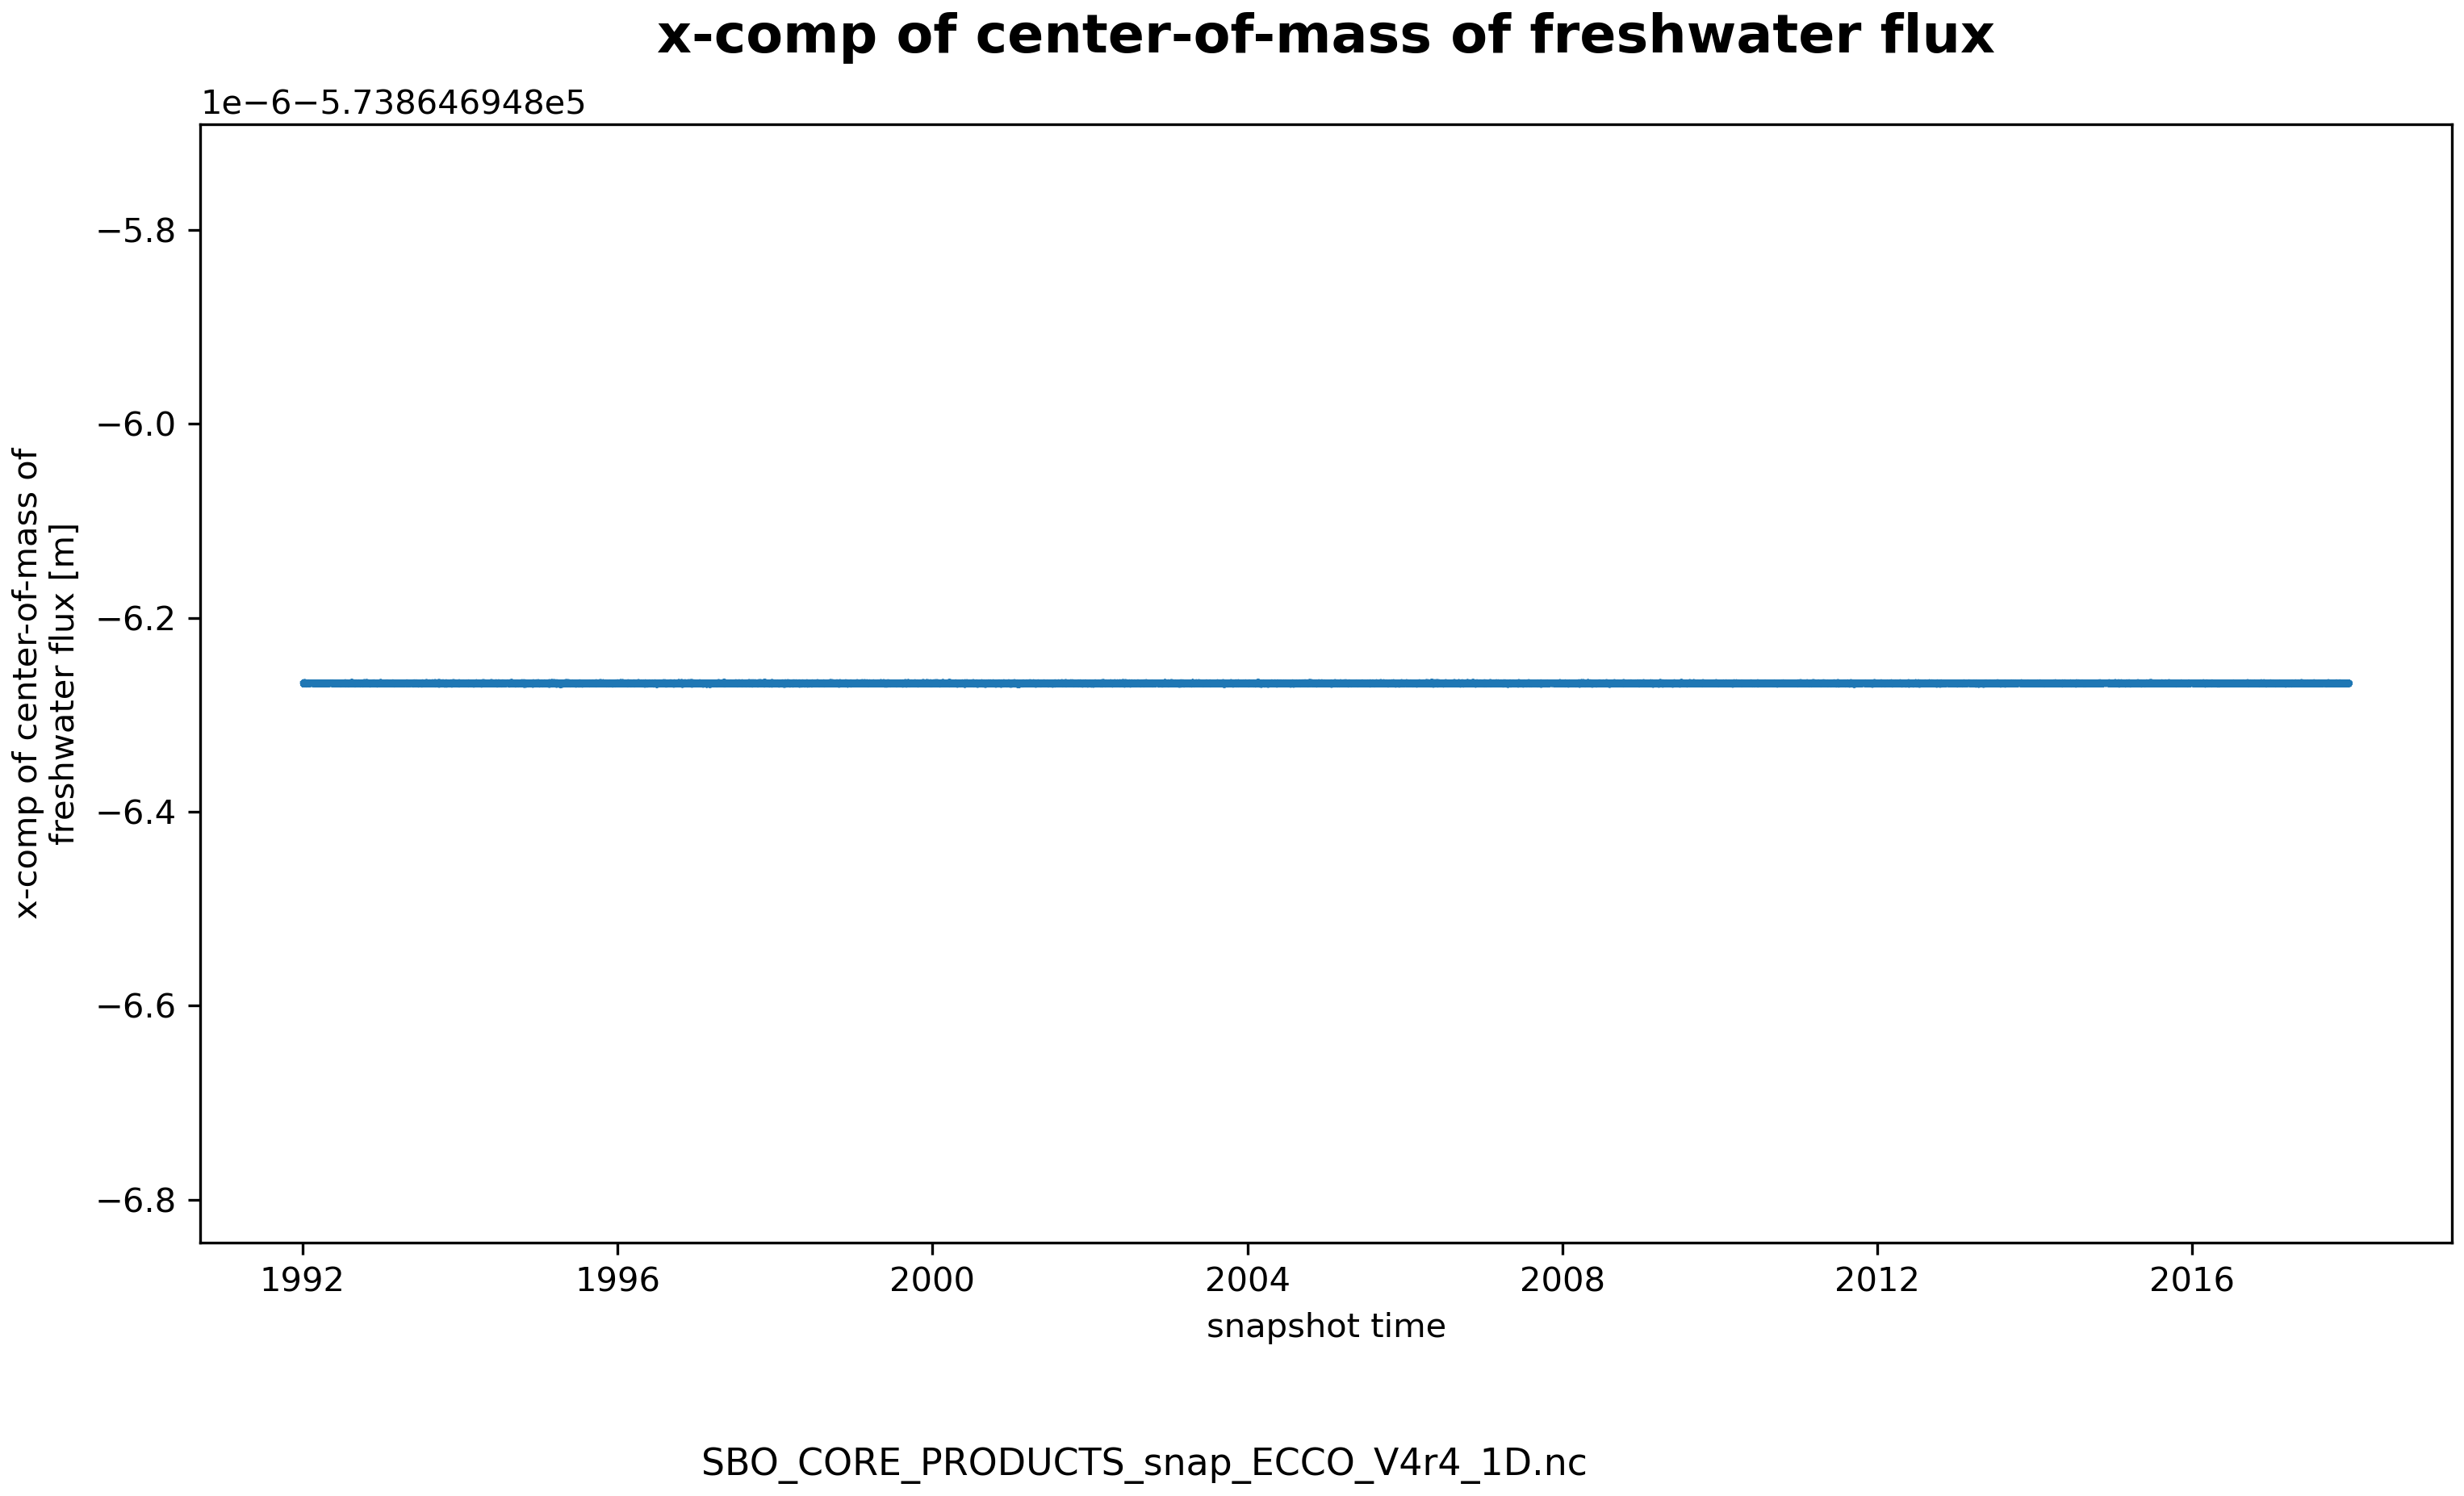 x-comp of center-of-mass of freshwater flux
1e−6−5.738646948e5
−5.8
−6.0
−6.2
−6.4
−6.6
−6.8
x-comp of center-of-mass of
freshwater flux [m]
1992 1996 2000 2004 2008 2012 2016
snapshot time
SBO_CORE_PRODUCTS_snap_ECCO_V4r4_1D.nc